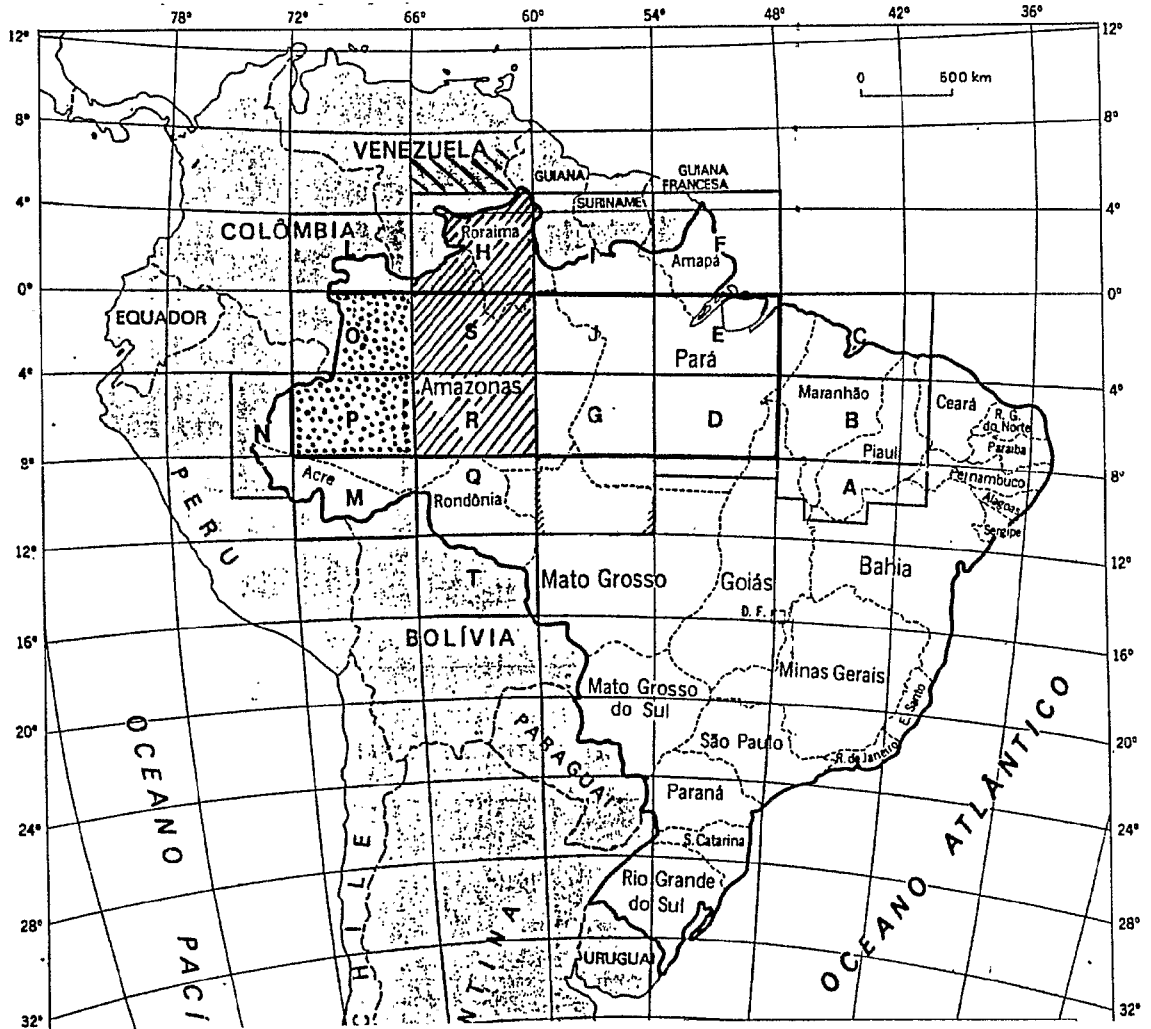 78° 72° 66° 60° 54° 48° 42° 36°
12° 12°
0 500 km
8° 8°
VENEZUELA
GUIANA
GUIANA
FRANCESA
SURINAME
4° 4°
COLÔMBIA
Roraima
L H I F
Amapá
0° 0°
EQUADOR
O S J E C
Pará
4° 4°
Amazonas
Maranhão
Ceará
R. G.
do Norte
N P R G D B
Paraíba
Piauí
8° 8°
Acre
Pernambuco
Q
M
Rondônia
A
Alagoas
Sergipe
PERU
12° 12°
T
Mato Grosso
Goiás
Bahia
D. F.
16° 16°
BOLÍVIA
Minas Gerais
Mato Grosso
do Sul
E. Santo
20° 20°
PARAGUAI
São Paulo
R. de Janeiro
OCEANO PACÍ
Paraná
24° 24°
CHILE
S. Catarina
Rio Grande
do Sul
OCEANO ATLÂNTICO
28° 28°
NTINA
URUGUAI
32° 32°